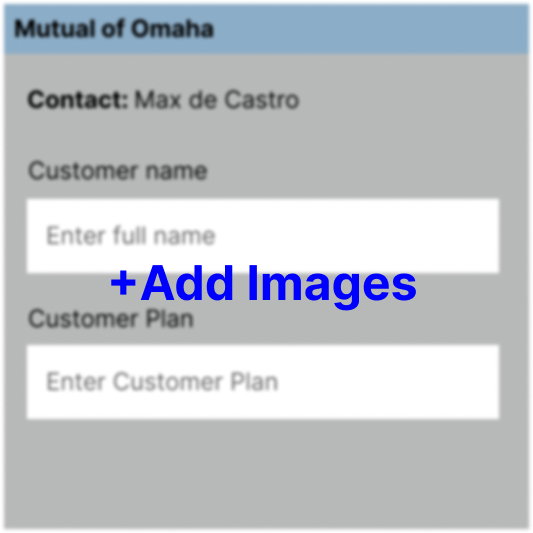 Mutual of Omaha
Contact: Max de Castro
Customer name
Enter full name
+Add Images
Customer Plan
Enter Customer Plan